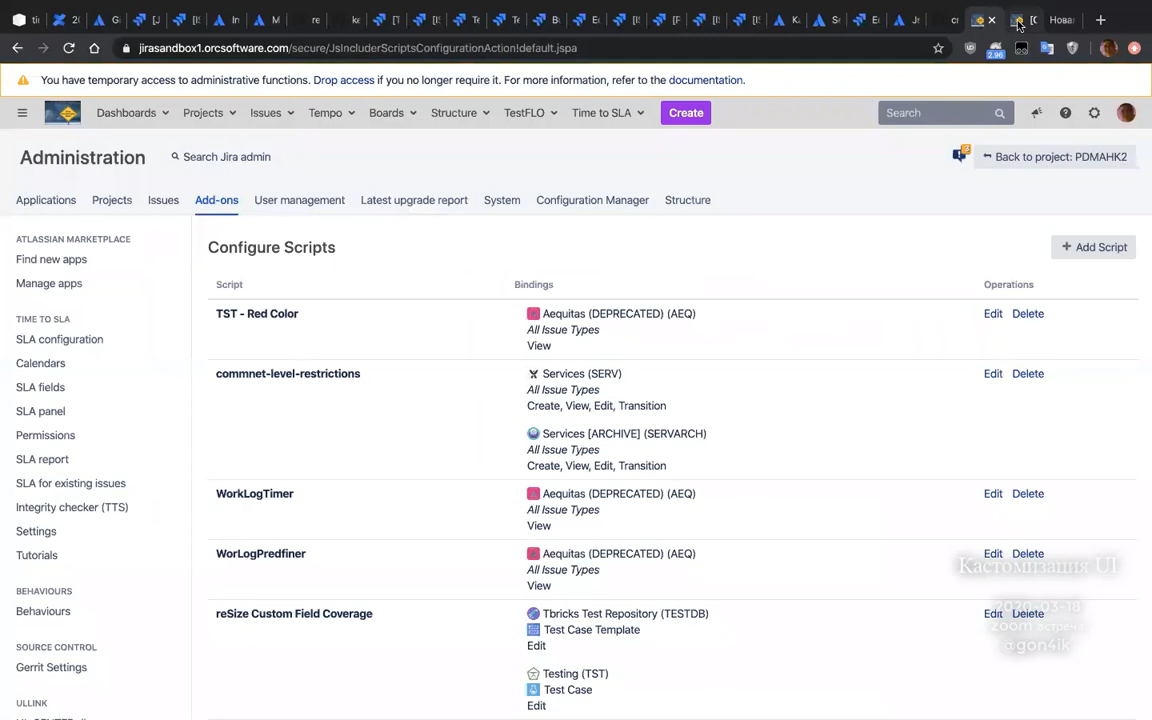 jirasandbox1.orcsoftware.com/secure/JsIncluderScriptsConfigurationAction!default.jspa
2.96
You have temporary access to administrative functions. Drop access if you no longer require it. For more information, refer to the documentation.
Dashboards Projects Issues Tempo Boards Structure TestFLO Time to SLA Create Search
Administration
Search Jira admin
Back to project: PDMAHK2
Applications Projects Issues Add-ons User management Latest upgrade report System Configuration Manager Structure
ATLASSIAN MARKETPLACE
Find new apps
Manage apps
TIME TO SLA
SLA configuration
Calendars
SLA fields
SLA panel
Permissions
SLA report
SLA for existing issues
Integrity checker (TTS)
Settings
Tutorials
BEHAVIOURS
Behaviours
SOURCE CONTROL
Gerrit Settings
ULLINK
Configure Scripts
+ Add Script
Script Bindings Operations
TST - Red Color
Aequitas (DEPRECATED) (AEQ)
All Issue Types
View
Edit Delete
commnet-level-restrictions
Services (SERV)
All Issue Types
Create, View, Edit, Transition
Services [ARCHIVE] (SERVARCH)
All Issue Types
Create, View, Edit, Transition
Edit Delete
WorkLogTimer
Aequitas (DEPRECATED) (AEQ)
All Issue Types
View
Edit Delete
WorLogPredfiner
Aequitas (DEPRECATED) (AEQ)
All Issue Types
View
Edit Delete
reSize Custom Field Coverage
Tbricks Test Repository (TESTDB)
Test Case Template
Edit
Testing (TST)
Test Case
Edit
Edit Delete
Кастомизация UI
2020-03-18
zoom встреча
@gon4ik